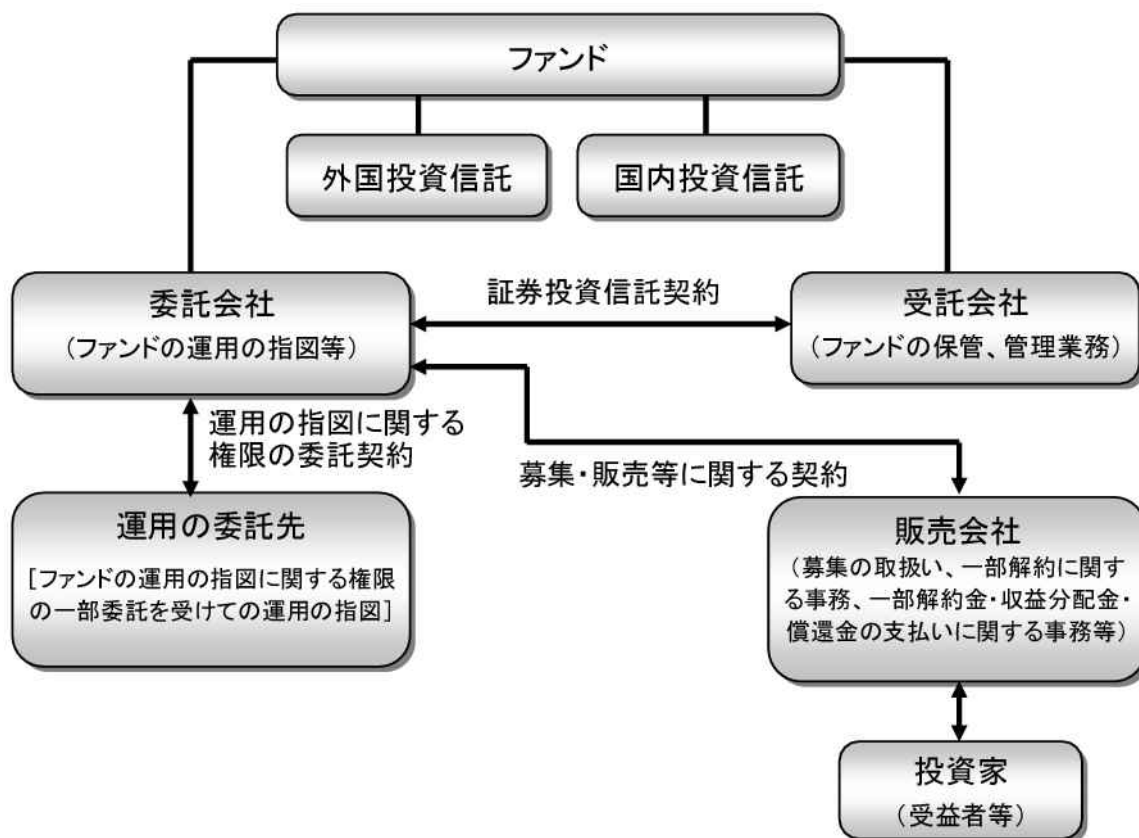 ファンド
外国投資信託
国内投資信託
委託会社
(ファンドの運用の指図等)
証券投資信託契約
受託会社
(ファンドの保管、管理業務)
運用の指図に関する
権限の委託契約
募集・販売等に関する契約
運用の委託先
[ファンドの運用の指図に関する権限
の一部委託を受けての運用の指図]
販売会社
(募集の取扱い、一部解約に関す
る事務、一部解約金・収益分配金・
償還金の支払いに関する事務等)
投資家
(受益者等)